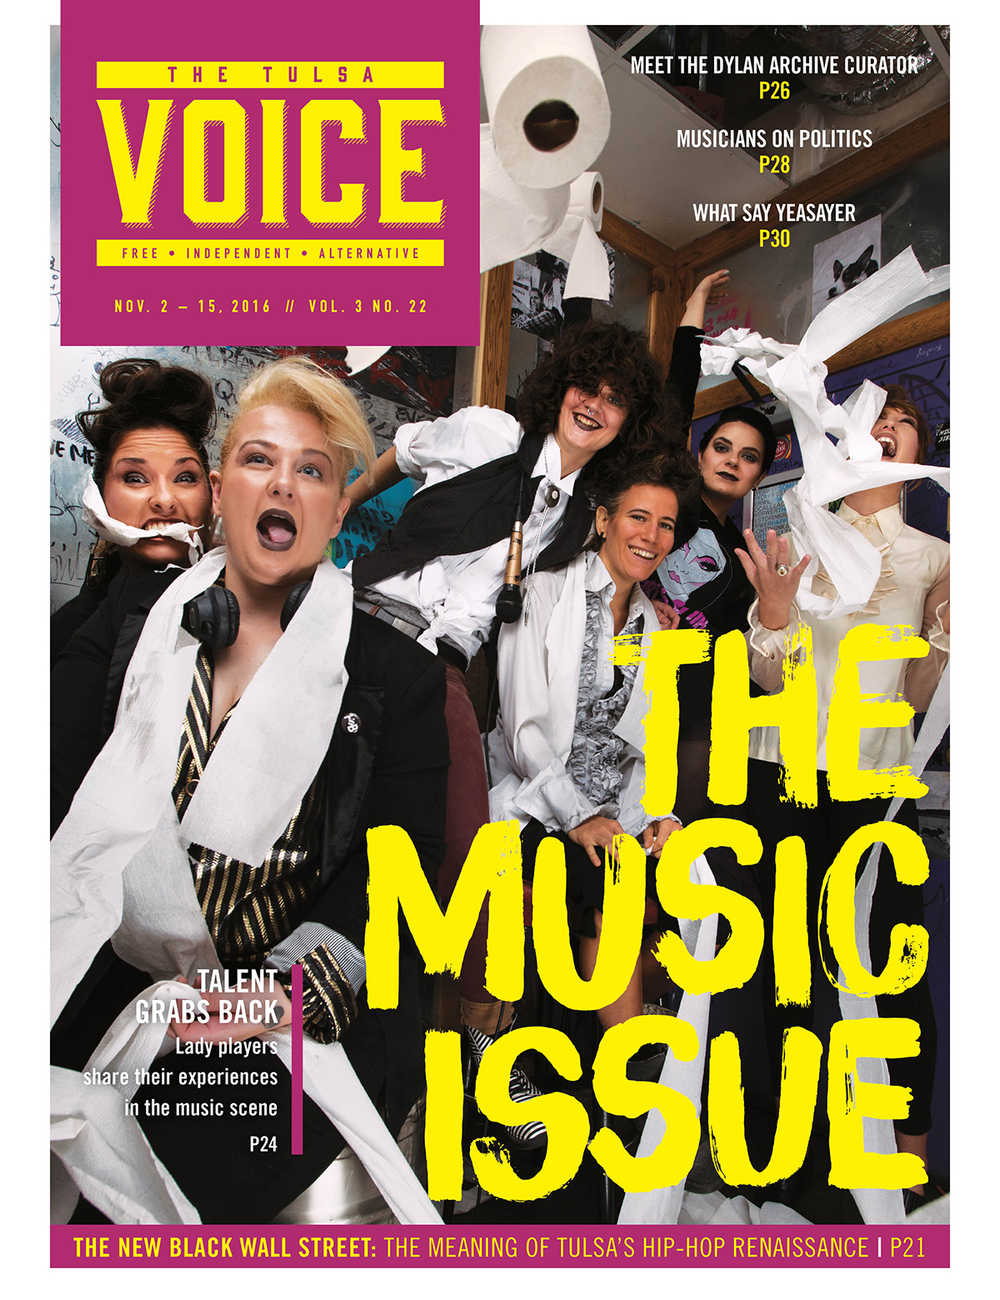 THE TULSA
VOICE
FREE • INDEPENDENT • ALTERNATIVE
NOV. 2 – 15, 2016 // VOL. 3 NO. 22
MEET THE DYLAN ARCHIVE CURATOR
P26
MUSICIANS ON POLITICS
P28
WHAT SAY YEASAYER
P30
THE
MUSIC
ISSUE
TALENT
GRABS BACK
Lady players
share their experiences
in the music scene
P24
THE NEW BLACK WALL STREET: THE MEANING OF TULSA'S HIP-HOP RENAISSANCE | P21